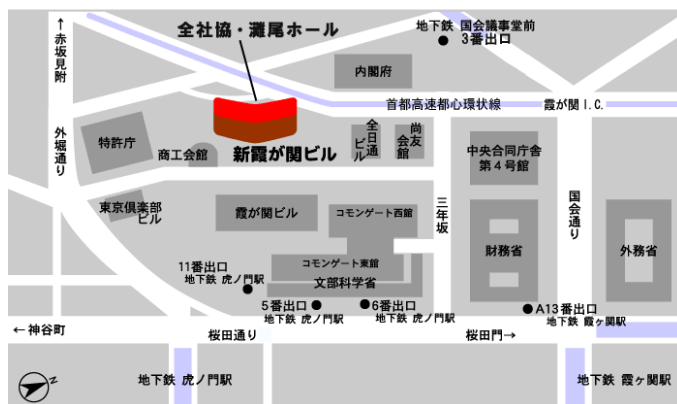 全社協・灘尾ホール
地下鉄 国会議事堂前
3番出口
↑赤坂見附
内閣府
首都高速都心環状線
霞が関 I.C.
外堀通り
特許庁
商工会館
新霞が関ビル
全日通
ビル
尚友
会館
中央合同庁舎
第4号館
東京倶楽部
ビル
霞が関ビル
コモンゲート西館
三年坂
国会通り
コモンゲート東館
文部科学省
財務省
外務省
11番出口
地下鉄 虎ノ門駅
5番出口
地下鉄 虎ノ門駅
6番出口
地下鉄 虎ノ門駅
A13番出口
地下鉄 霞ヶ関駅
←神谷町
桜田通り
桜田門→
N
地下鉄 虎ノ門駅
地下鉄 霞ヶ関駅